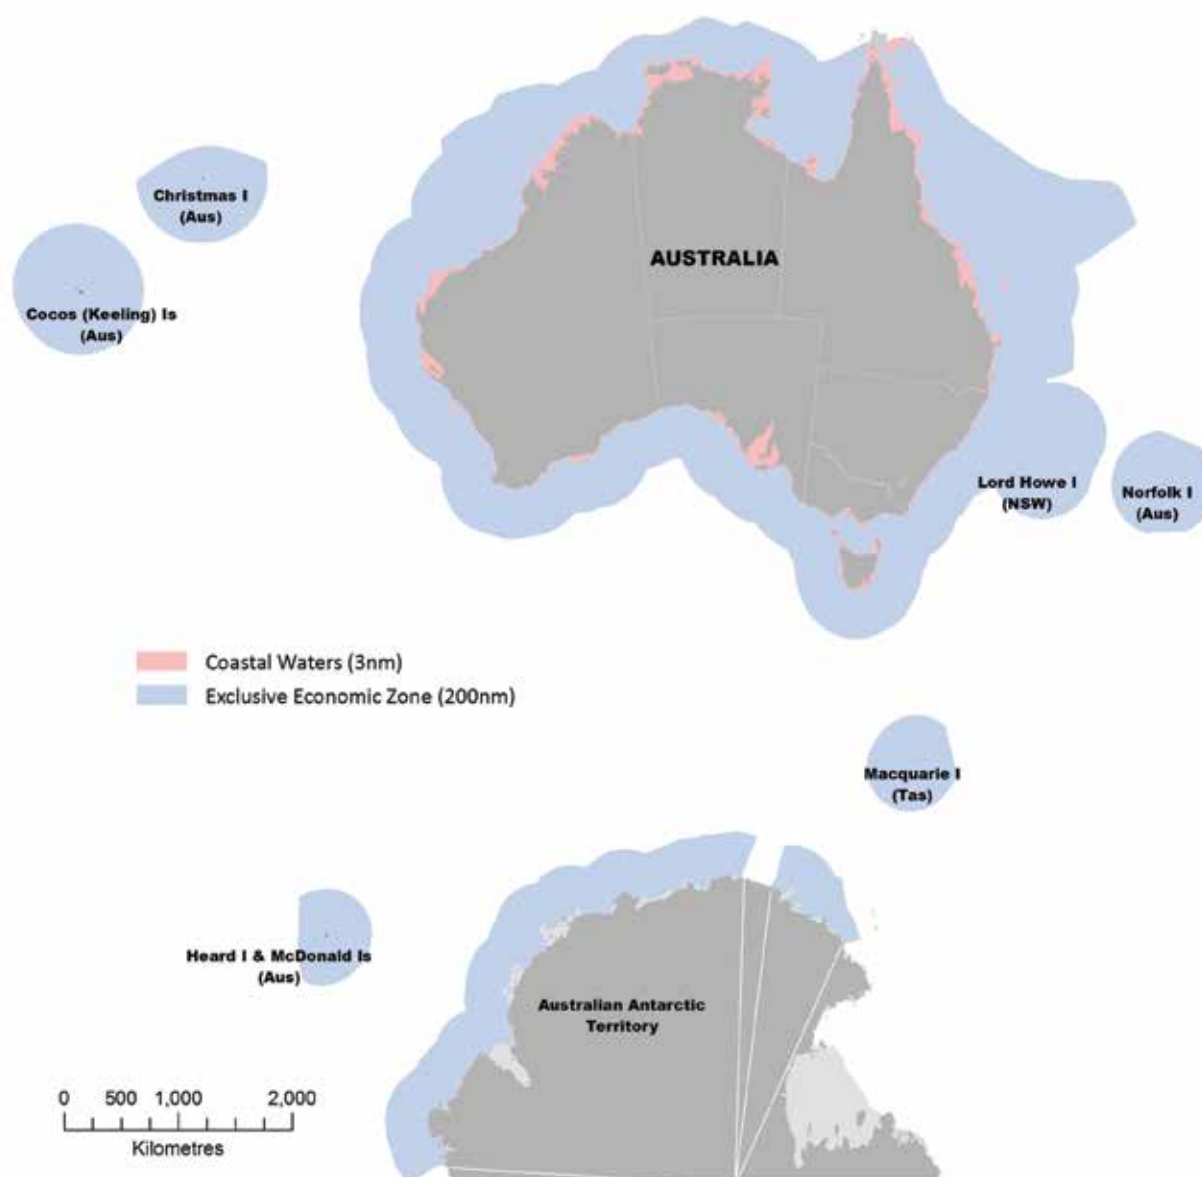 Christmas I
(Aus)
AUSTRALIA
Cocos (Keeling) Is
(Aus)
Lord Howe I
(NSW)
Norfolk I
(Aus)
Coastal Waters (3nm)
Exclusive Economic Zone (200nm)
Macquarie I
(Tas)
Heard I & McDonald Is
(Aus)
Australian Antarctic
Territory
0 500 1,000 2,000
Kilometres